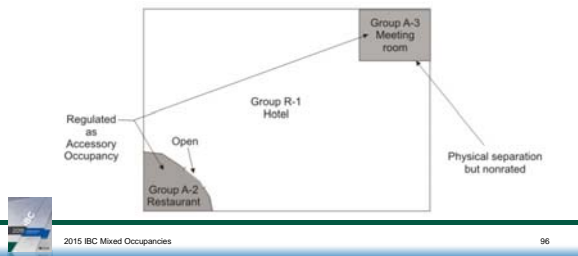 Group A-3
Meeting
room
Group R-1
Hotel
Regulated
as
Accessory
Occupancy
Open
Physical separation
but nonrated
Group A-2
Restaurant
IBC
2015 IBC Mixed Occupancies
96